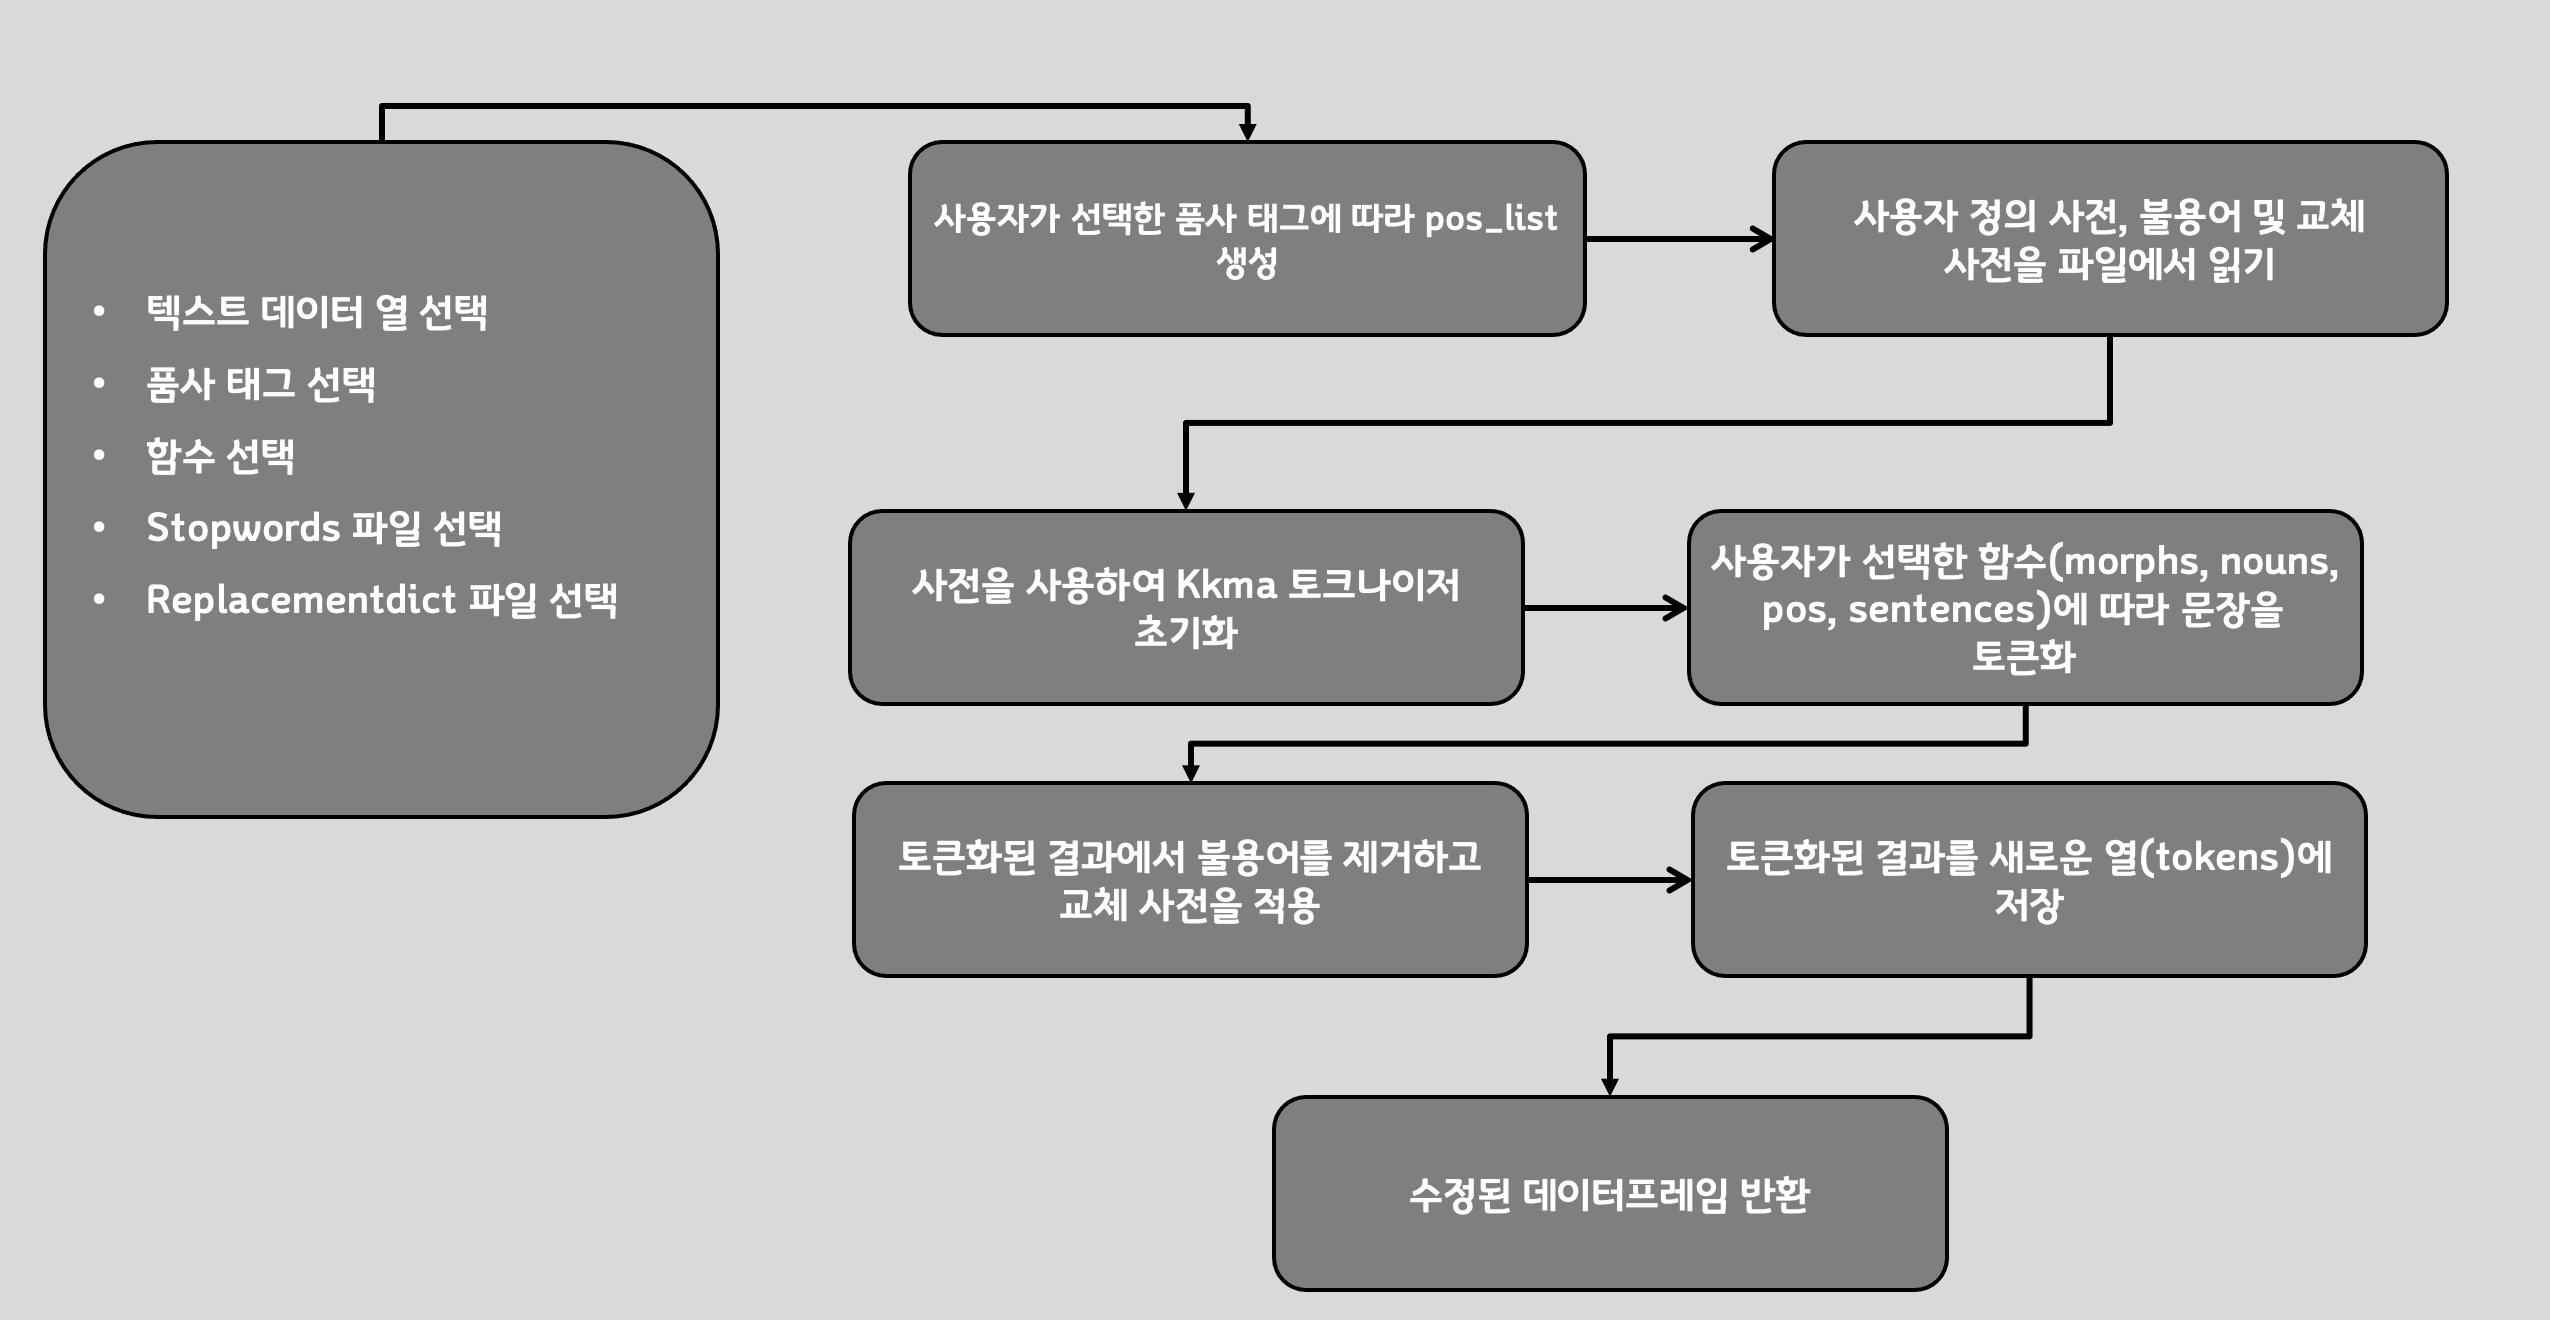 • 텍스트 데이터 열 선택
• 품사 태그 선택
• 함수 선택
• Stopwords 파일 선택
• Replacementdict 파일 선택
사용자가 선택한 품사 태그에 따라 pos_list
생성
사용자 정의 사전, 불용어 및 교체
사전을 파일에서 읽기
사전을 사용하여 Kkma 토크나이저
초기화
사용자가 선택한 함수(morphs, nouns,
pos, sentences)에 따라 문장을
토큰화
토큰화된 결과에서 불용어를 제거하고
교체 사전을 적용
토큰화된 결과를 새로운 열(tokens)에
저장
수정된 데이터프레임 반환